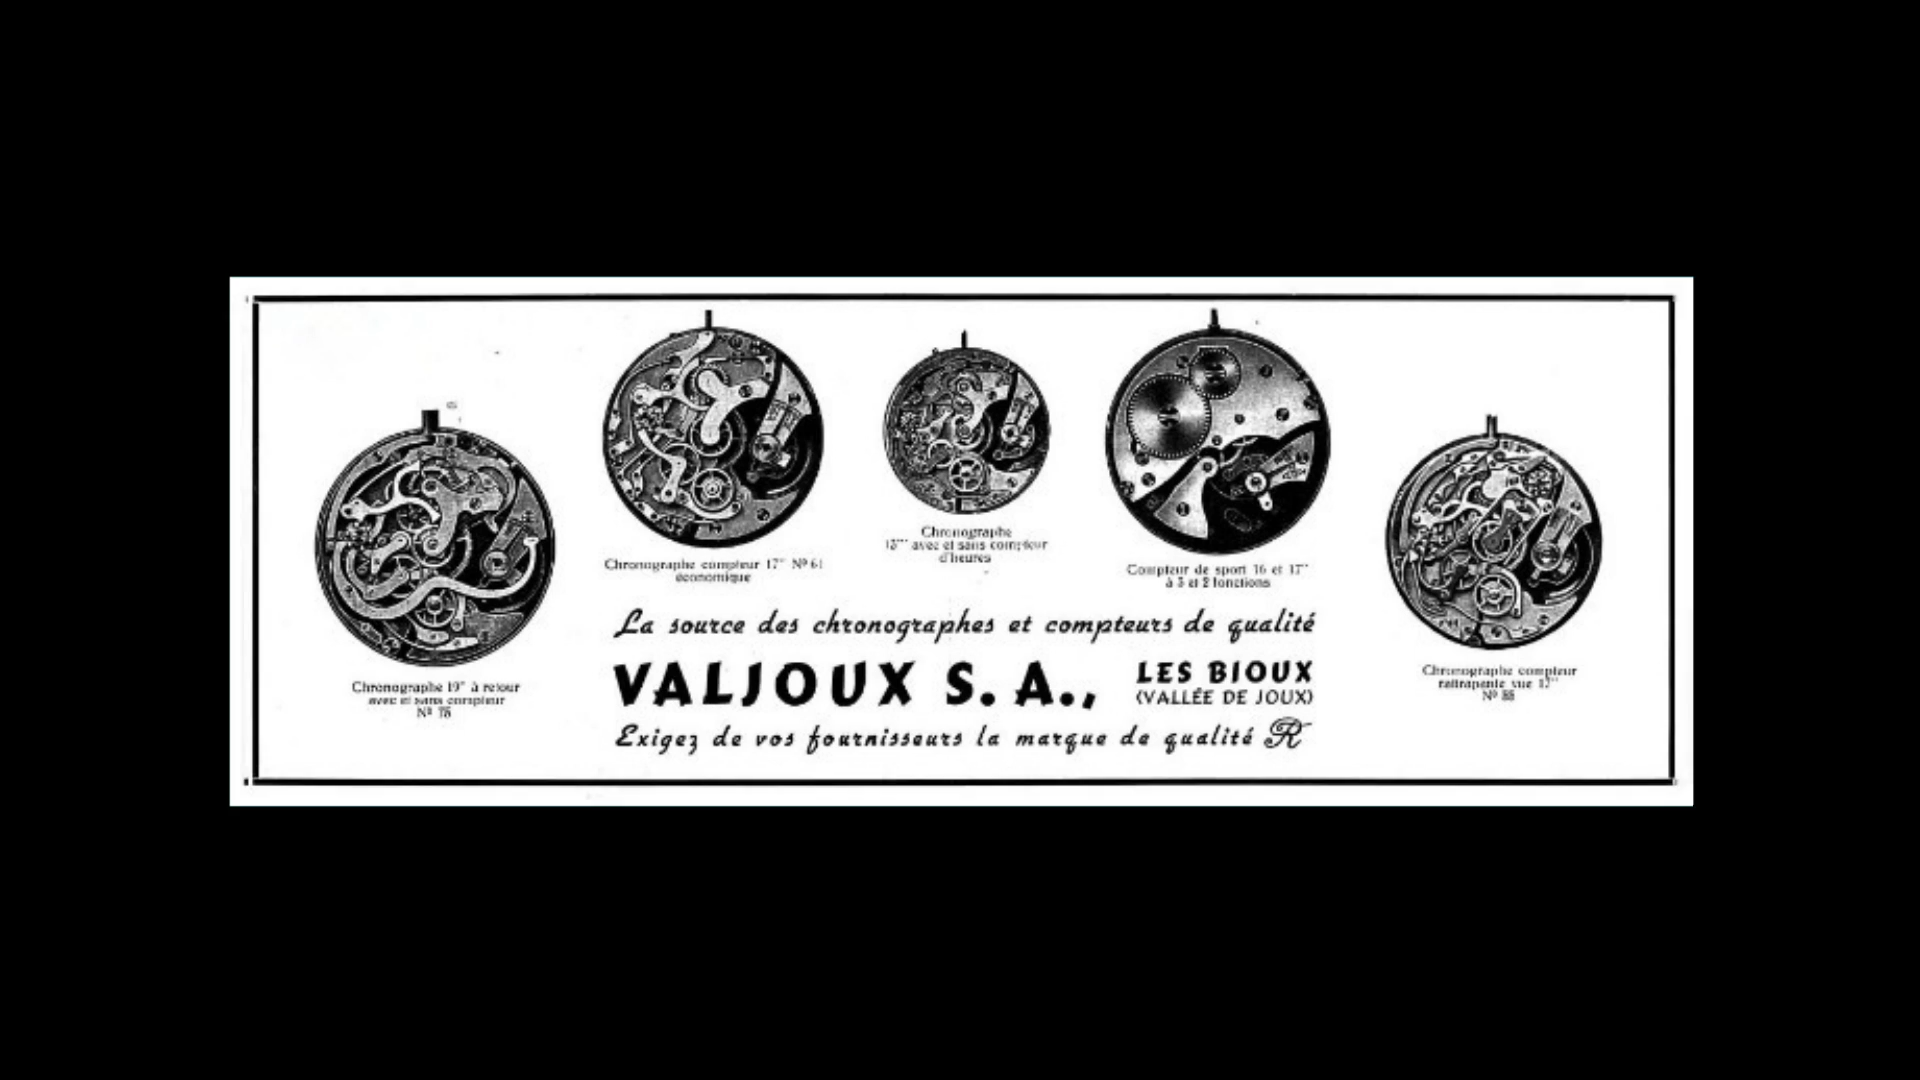 Chronographe 19''' à retour
avec et sans compteur
Nº
Chronographe compteur 17''' Nº 61
économique
Chronographe
13''' avec et sans compteur
d'heures
Compteur de sport 16 et 17'''
à 3 et 2 fonctions
Chronographe compteur
rattrapante vue 17'''
Nº
La source des chronographes et compteurs de qualité
VALJOUX S. A., LES BIOUX
(VALLÉE DE JOUX)
Exigez de vos fournisseurs la marque de qualité R